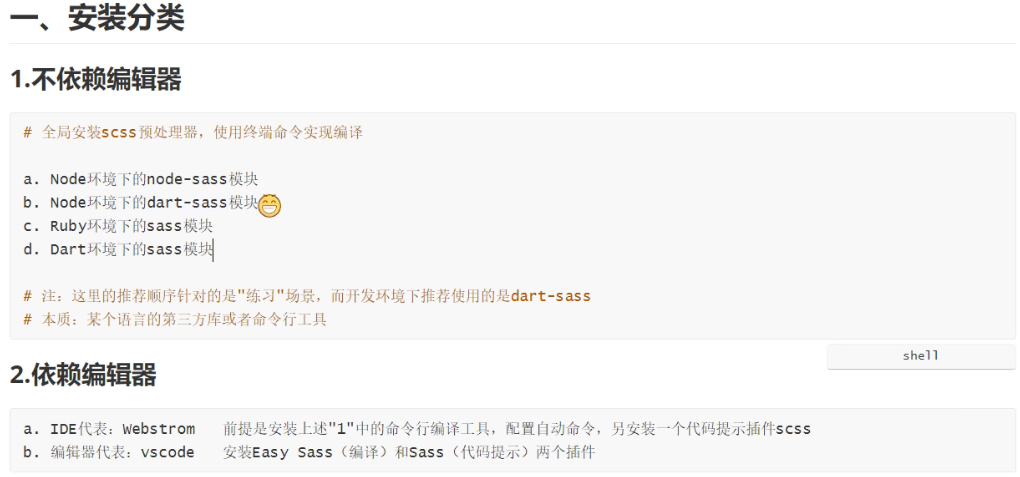 一、安装分类
1.不依赖编辑器
# 全局安装scss预处理器，使用终端命令实现编译
a. Node环境下的node-sass模块
b. Node环境下的dart-sass模块
c. Ruby环境下的sass模块
d. Dart环境下的sass模块
# 注：这里的推荐顺序针对的是"练习"场景，而开发环境下推荐使用的是dart-sass
# 本质：某个语言的第三方库或者命令行工具
shell
2.依赖编辑器
a. IDE代表：Webstrom 前提是安装上述"1"中的命令行编译工具，配置自动命令，另安装一个代码提示插件scss
b. 编辑器代表：vscode 安装Easy Sass（编译）和Sass（代码提示）两个插件